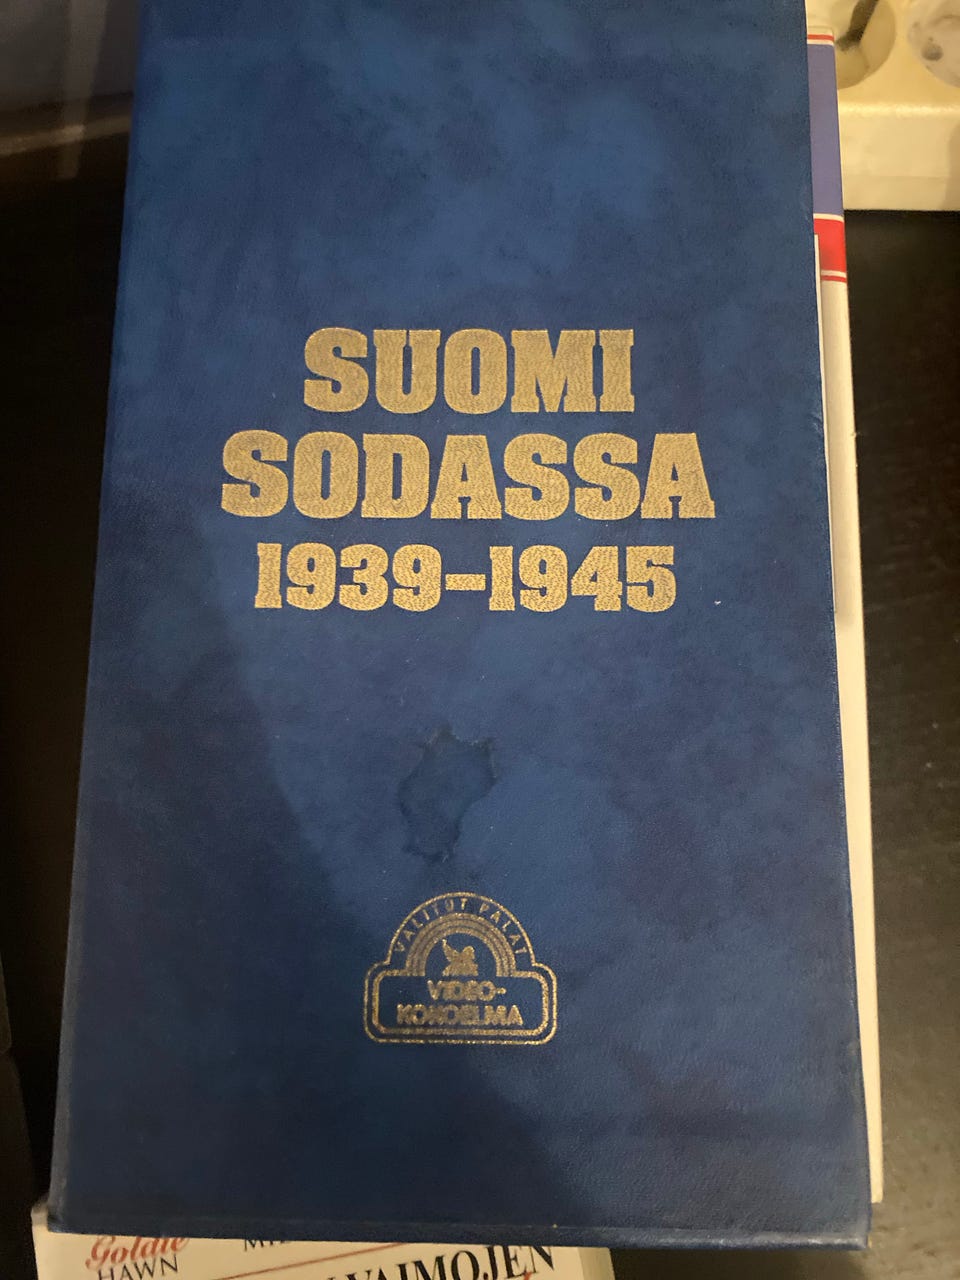 SUOMI
SODASSA
1939-1945
VALITUT PALAT
VIDEO-
KOKOELMA
Goldie
HAWN
VAIMOJEN